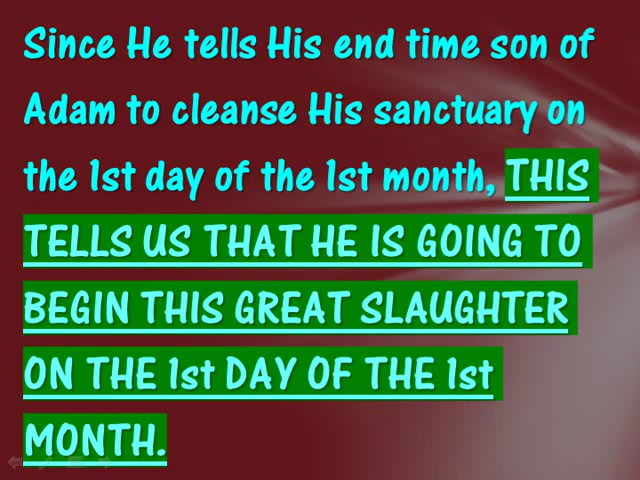 Since He tells His end time son of
Adam to cleanse His sanctuary on
the 1st day of the 1st month, THIS
TELLS US THAT HE IS GOING TO
BEGIN THIS GREAT SLAUGHTER
ON THE 1st DAY OF THE 1st
MONTH.